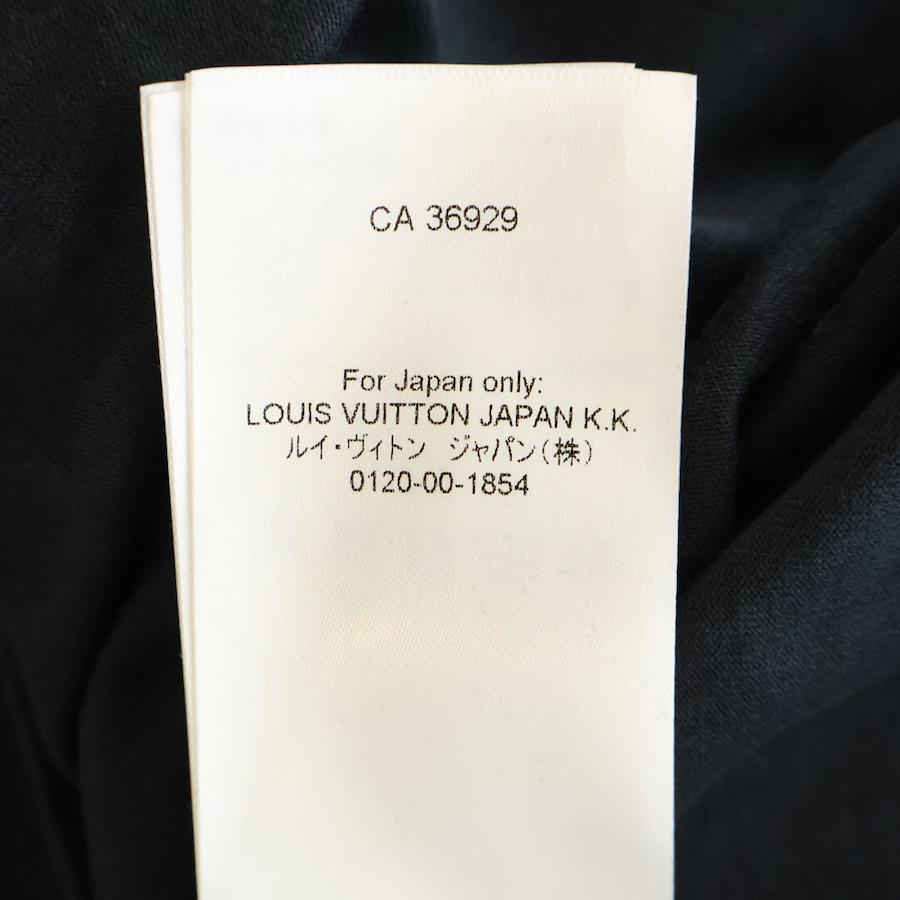 CA 36929
For Japan only:
LOUIS VUITTON JAPAN K.K.
ルイ・ヴィトン　ジャパン(株)
0120-00-1854